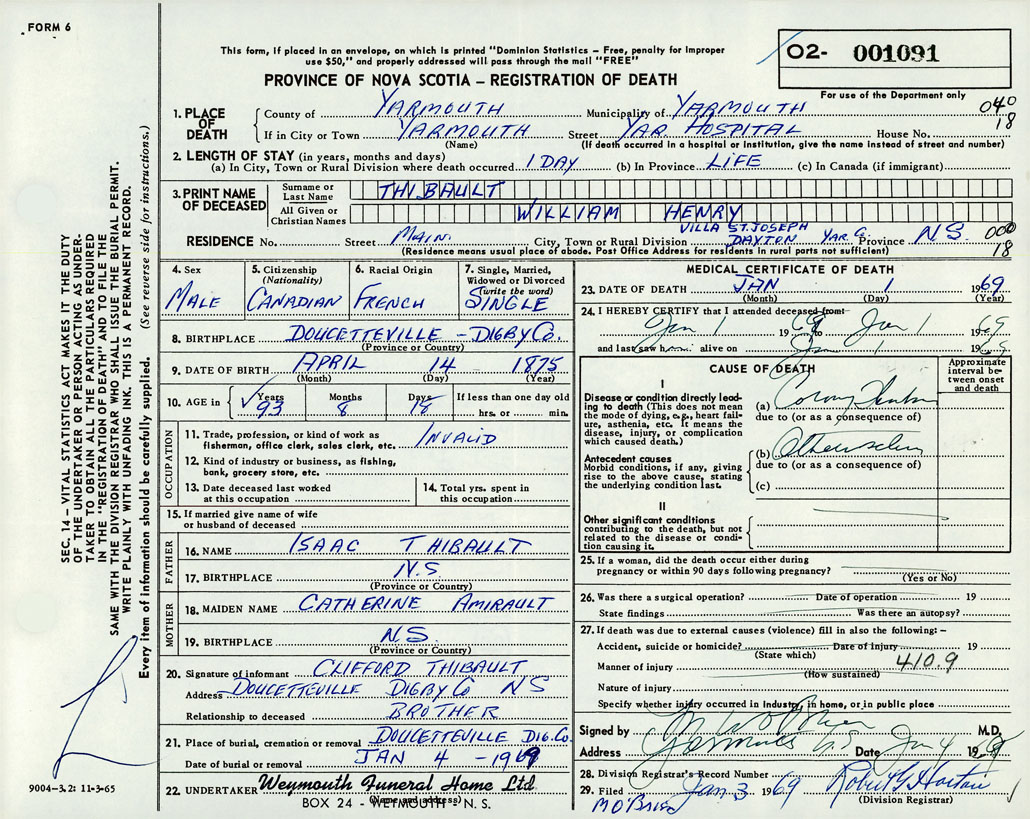 FORM 6
This form, if placed in an envelope, on which is printed "Dominion Statistics – Free, penalty for improper
use $50," and properly addressed will pass through the mail "FREE"
O2- 001091
For use of the Department only
PROVINCE OF NOVA SCOTIA – REGISTRATION OF DEATH
1. PLACE OF DEATH
County of YARMOUTH Municipality of YARMOUTH 040
If in City or Town YARMOUTH Street YAR HOSPITAL House No. 18
(Name) (If death occurred in a hospital or Institution, give the name instead of street and number)
2. LENGTH OF STAY (in years, months and days)
(a) In City, Town or Rural Division where death occurred 1 DAY (b) In Province LIFE (c) In Canada (if immigrant)
3. PRINT NAME OF DECEASED
Surname or Last Name THIBAULT
All Given or Christian Names WILLIAM HENRY
VILLA ST. JOSEPH
RESIDENCE No. Street MAIN City, Town or Rural Division DAYTON YAR Co. Province N.S. 000
(Residence means usual place of abode. Post Office Address for residents in rural parts not sufficient) 18
4. Sex
MALE
5. Citizenship
(Nationality)
CANADIAN
6. Racial Origin
FRENCH
7. Single, Married,
Widowed or Divorced
(write the word)
SINGLE
8. BIRTHPLACE DOUCETTEVILLE – DIGBY Co.
(Province or Country)
9. DATE OF BIRTH APRIL 14 1875
(Month) (Day) (Year)
10. AGE in Years Months Days If less than one day old
93 8 18 hrs. or min.
OCCUPATION
11. Trade, profession, or kind of work as INVALID
fisherman, office clerk, sales clerk, etc.
12. Kind of industry or business, as fishing,
bank, grocery store, etc.
13. Date deceased last worked
at this occupation
14. Total yrs. spent in
this occupation
15. If married give name of wife
or husband of deceased
FATHER
16. NAME ISAAC THIBAULT
17. BIRTHPLACE N.S.
(Province or Country)
MOTHER
18. MAIDEN NAME CATHERINE AMIRAULT
19. BIRTHPLACE N.S.
(Province or Country)
20. Signature of informant CLIFFORD THIBAULT
Address DOUCETTEVILLE DIGBY Co NS
Relationship to deceased BROTHER
21. Place of burial, cremation or removal DOUCETTEVILLE DIG. Co.
Date of burial or removal JAN 4 - 1969
22. UNDERTAKER Weymouth Funeral Home Ltd
(Name and address)
BOX 24 - WEYMOUTH - N. S.
MEDICAL CERTIFICATE OF DEATH
23. DATE OF DEATH JAN 1 1969
(Month) (Day) (Year)
24. I HEREBY CERTIFY that I attended deceased from
Jan 1 1969 to Jan 1 1969
and last saw h alive on Jan 1 1969
CAUSE OF DEATH
Approximate
interval be-
tween onset
and death
I
Disease or condition directly lead-
ing to death (This does not
mean the mode of dying, e.g., heart fail-
ure, asthenia, etc. It means the
disease, injury, or complication
which caused death.)
(a)
due to (or as a consequence of)
Antecedent causes
Morbid conditions, if any, giving
rise to the above cause, stating
the underlying condition last.
(b)
due to (or as a consequence of)
(c)
II
Other significant conditions
contributing to the death, but not
related to the disease or condi-
tion causing it.
25. If a woman, did the death occur either during
pregnancy or within 90 days following pregnancy?
(Yes or No)
26. Was there a surgical operation? Date of operation 19
State findings Was there an autopsy?
27. If death was due to external causes (violence) fill in also the following: –
Accident, suicide or homicide? Date of injury 19
(State which)
Manner of injury 410.9
(How sustained)
Nature of injury
Specify whether injury occurred in Industry, in home, or in public place
Signed by M.D.
Address Yarmouth N.S Date Jan 4 1969
28. Division Registrar's Record Number
29. Filed Jan 3 1969 Robert G Horton
(Division Registrar)
M O'Brien
SEC. 14 – VITAL STATISTICS ACT MAKES IT THE DUTY
OF THE UNDERTAKER OR PERSON ACTING AS UNDER-
TAKER TO OBTAIN ALL THE PARTICULARS REQUIRED
IN THE "REGISTRATION OF DEATH" AND TO FILE THE
SAME WITH THE DIVISION REGISTRAR WHO SHALL ISSUE THE BURIAL PERMIT.
WRITE PLAINLY WITH UNFADING INK. THIS IS A PERMANENT RECORD.
Every item of information should be carefully supplied. (See reverse side for instructions.)
9004–3.2: 11-3-65